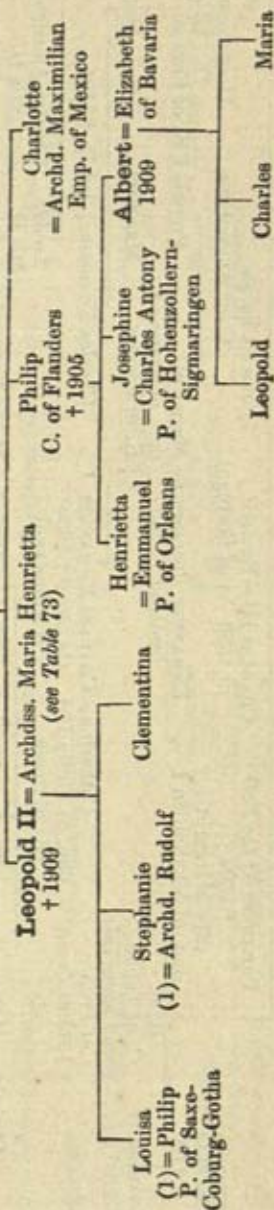 Leopold II = Archdss. Maria Henrietta
† 1909
(see Table 73)
Philip
C. of Flanders
† 1905
Charlotte
= Archd. Maximilian
Emp. of Mexico
Louisa
(1) = Philip
P. of Saxe-
Coburg-Gotha
Stephanie
(1) = Archd. Rudolf
Clementina
Henrietta
= Emmanuel
P. of Orleans
Josephine
= Charles Antony
P. of Hohenzollern-
Sigmaringen
Albert = Elizabeth
1909
of Bavaria
Leopold
Charles
Maria